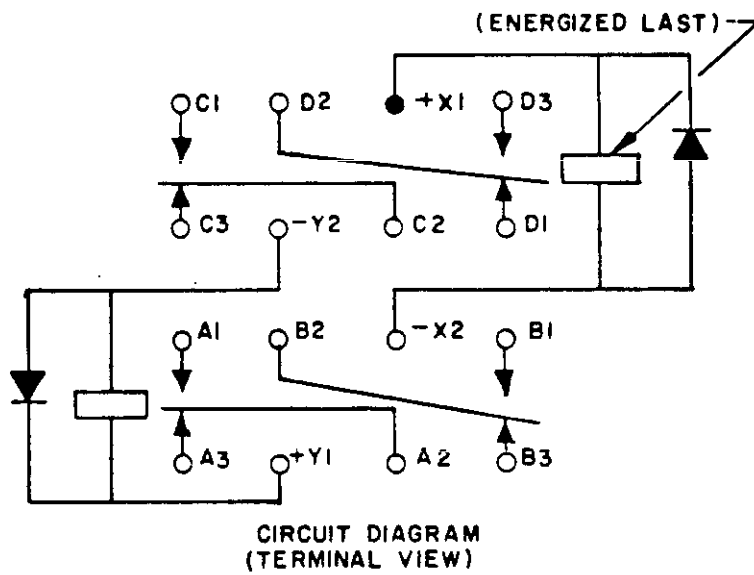 (ENERGIZED LAST)
C1 D2 +X1 D3
C3 -Y2 C2 D1
A1 B2 -X2 B1
A3 +Y1 A2 B3
CIRCUIT DIAGRAM
(TERMINAL VIEW)